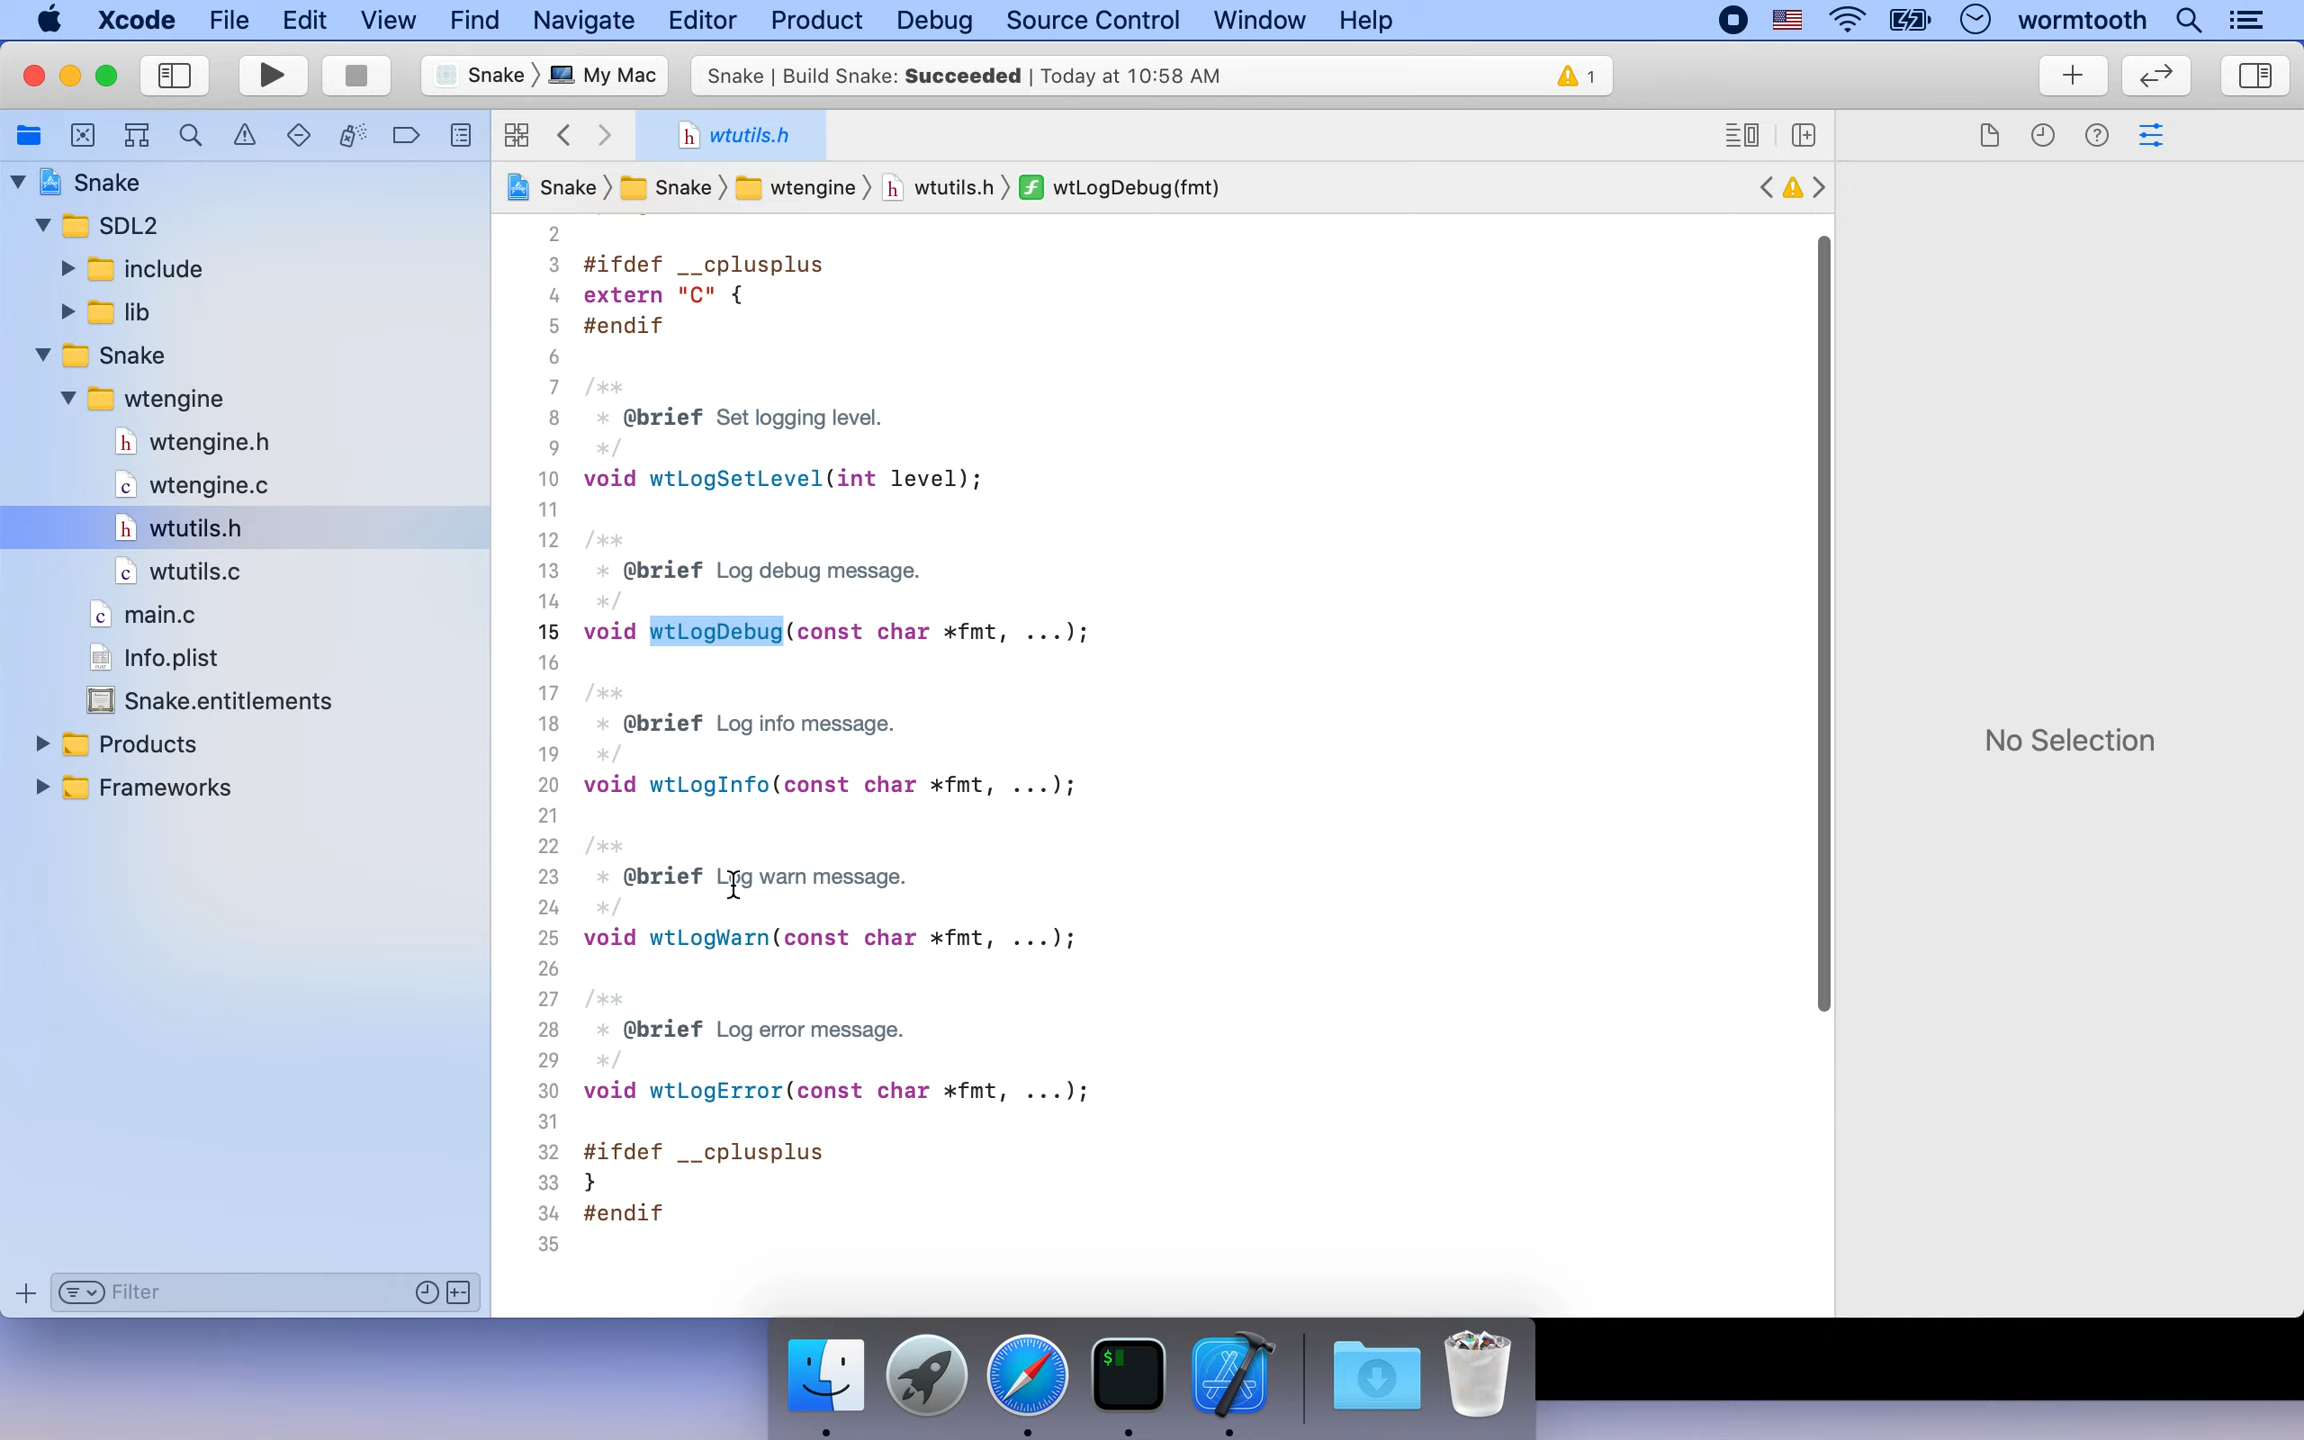 Xcode File Edit View Find Navigate Editor Product Debug Source Control Window Help wormtooth
Snake My Mac Snake | Build Snake: Succeeded | Today at 10:58 AM 1
wtutils.h
Snake Snake wtengine wtutils.h wtLogDebug(fmt)
Snake
SDL2
include
lib
Snake
wtengine
wtengine.h
wtengine.c
wtutils.h
wtutils.c
main.c
Info.plist
Snake.entitlements
Products
Frameworks
Filter
2
3 #ifdef __cplusplus
4 extern "C" {
5 #endif
6
7 /**
8 * @brief Set logging level.
9 */
10 void wtLogSetLevel(int level);
11
12 /**
13 * @brief Log debug message.
14 */
15 void wtLogDebug(const char *fmt, ...);
16
17 /**
18 * @brief Log info message.
19 */
20 void wtLogInfo(const char *fmt, ...);
21
22 /**
23 * @brief Log warn message.
24 */
25 void wtLogWarn(const char *fmt, ...);
26
27 /**
28 * @brief Log error message.
29 */
30 void wtLogError(const char *fmt, ...);
31
32 #ifdef __cplusplus
33 }
34 #endif
35
No Selection